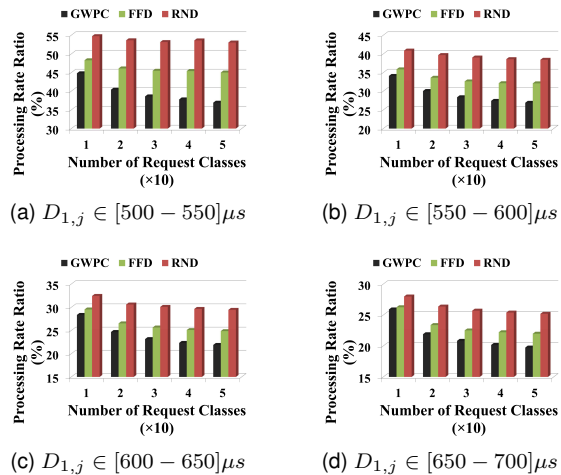 GWPC FFD RND
Processing Rate Ratio
(%)
55
50
45
40
35
30
1 2 3 4 5
Number of Request Classes
(×10)
(a) D1,j ∈ [500 − 550]μs
GWPC FFD RND
Processing Rate Ratio
(%)
45
40
35
30
25
20
1 2 3 4 5
Number of Request Classes
(×10)
(b) D1,j ∈ [550 − 600]μs
GWPC FFD RND
Processing Rate Ratio
(%)
35
30
25
20
15
1 2 3 4 5
Number of Request Classes
(×10)
(c) D1,j ∈ [600 − 650]μs
GWPC FFD RND
Processing Rate Ratio
(%)
30
25
20
15
1 2 3 4 5
Number of Request Classes
(×10)
(d) D1,j ∈ [650 − 700]μs